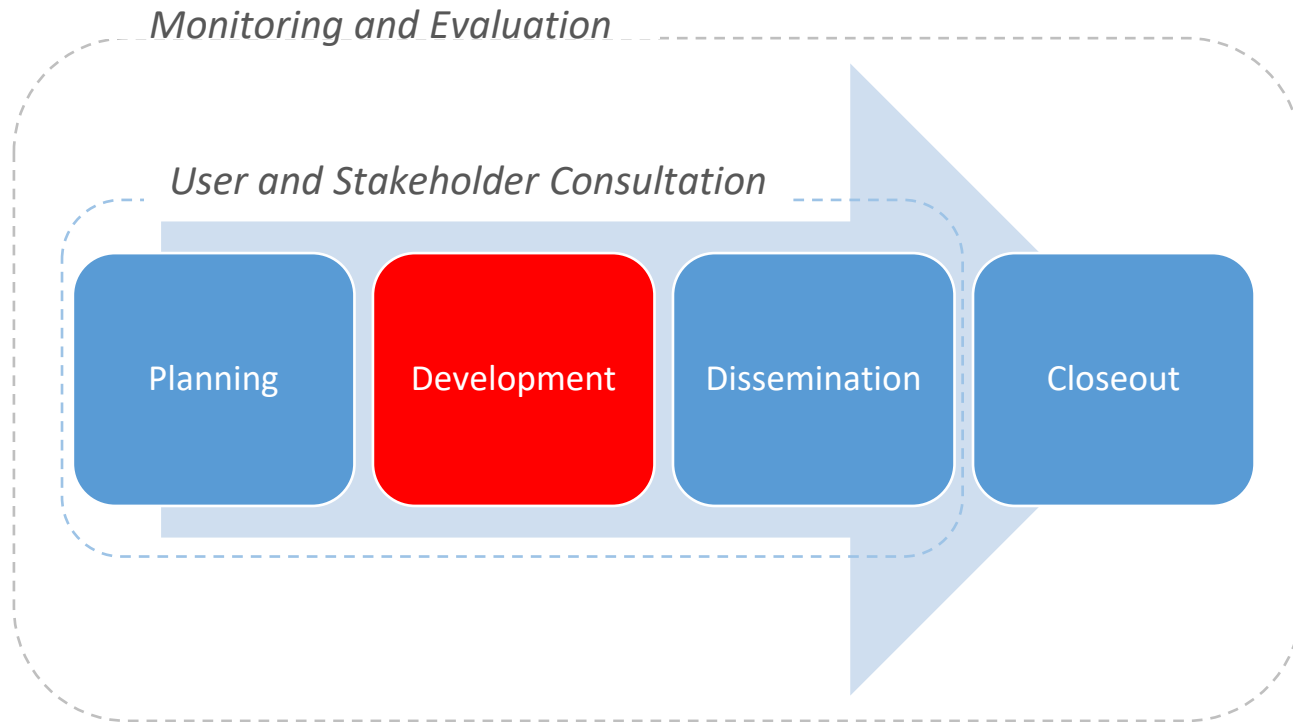 Monitoring and Evaluation
User and Stakeholder Consultation
Planning
Development
Dissemination
Closeout